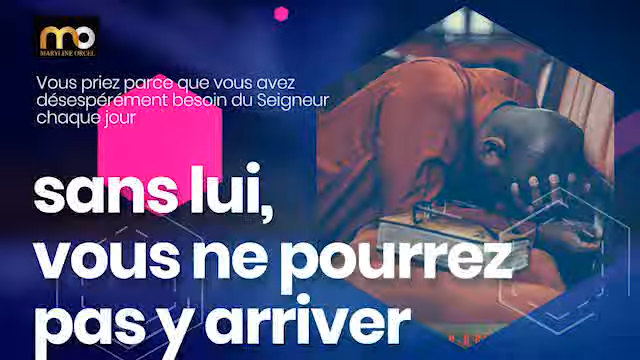 mo
MARYLINE ORCEL
Vous priez parce que vous avez
désespérément besoin du Seigneur
chaque jour
sans lui,
vous ne pourrez
pas y arriver